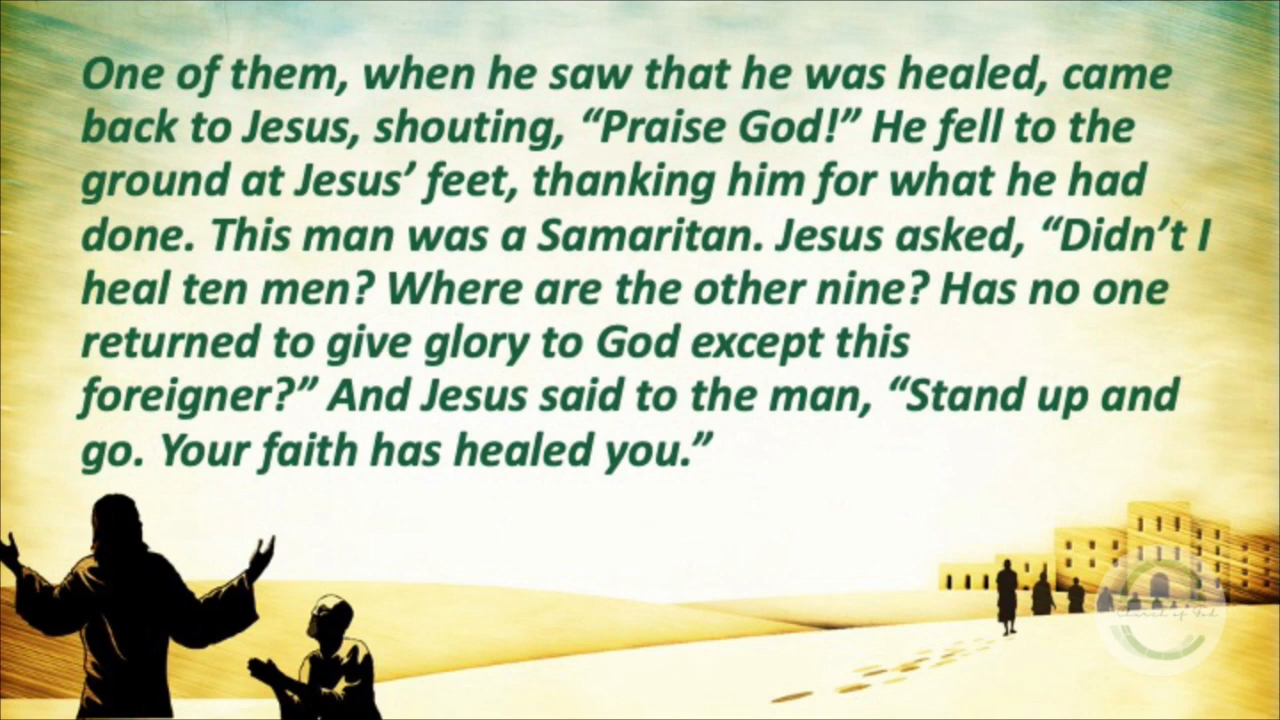 One of them, when he saw that he was healed, came
back to Jesus, shouting, “Praise God!” He fell to the
ground at Jesus’ feet, thanking him for what he had
done. This man was a Samaritan. Jesus asked, “Didn’t I
heal ten men? Where are the other nine? Has no one
returned to give glory to God except this
foreigner?” And Jesus said to the man, “Stand up and
go. Your faith has healed you.”
Church of God